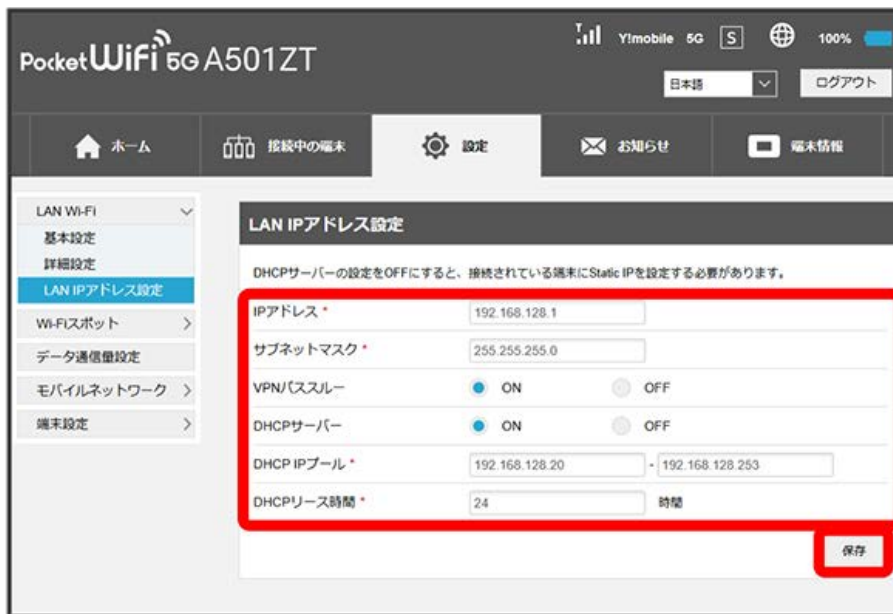 Y!mobile 5G S 100%
PocketWiFi 5G A501ZT
日本語 ログアウト
ホーム 接続中の端末 設定 お知らせ 端末情報
LAN Wi-Fi
基本設定
詳細設定
LAN IPアドレス設定
Wi-Fiスポット
データ通信量設定
モバイルネットワーク
端末設定
LAN IPアドレス設定
DHCPサーバーの設定をOFFにすると、接続されている端末にStatic IPを設定する必要があります。
IPアドレス * 192.168.128.1
サブネットマスク * 255.255.255.0
VPNパススルー ON OFF
DHCPサーバー ON OFF
DHCP IPプール * 192.168.128.20 - 192.168.128.253
DHCPリース時間 * 24 時間
保存